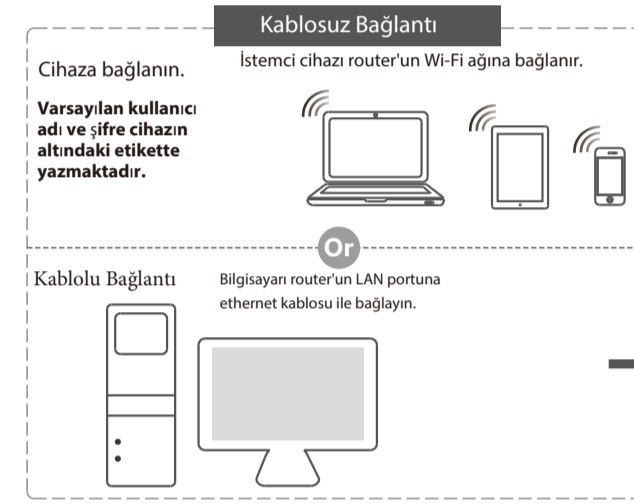 Kablosuz Bağlantı
Cihaza bağlanın.
İstemci cihazı router'un Wi-Fi ağına bağlanır.
Varsayılan kullanıcı
adı ve şifre cihazın
altındaki etikette
yazmaktadır.
Or
Kablolu Bağlantı
Bilgisayarı router'un LAN portuna
ethernet kablosu ile bağlayın.